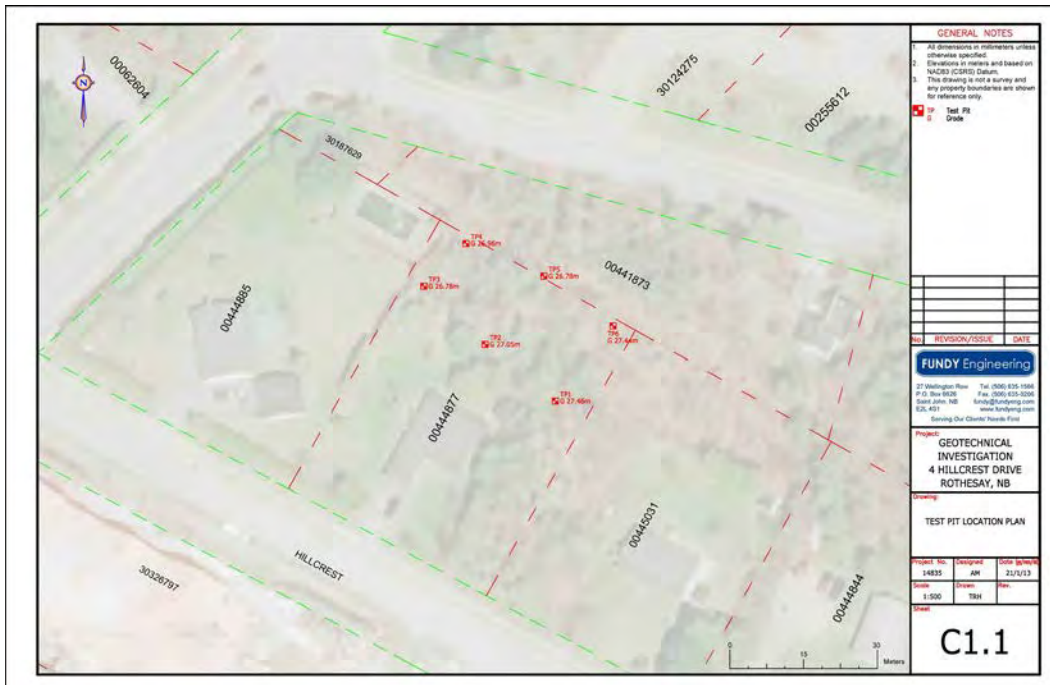 00062604
30124275
00255612
30187629
TP4
G 26.96m
TP5
G 26.78m
00441873
TP3
G 26.78m
00444885
TP2
G 27.05m
TP6
G 27.44m
TP1
G 27.46m
00444877
00445031
HILLCREST
30326797
00444844
N
0 15 30
Meters
GENERAL NOTES
1. All dimensions in millimeters unless
otherwise specified.
2. Elevations in meters and based on
NAD83 (CSRS) Datum.
3. This drawing is not a survey and
any property boundaries are shown
for reference only.
TP Test Pit
G Grade
No. REVISION/ISSUE DATE
FUNDY Engineering
27 Wellington Row Tel. (506) 635-1566
P.O. Box 6626 Fax. (506) 635-0206
Saint John, NB fundy@fundyeng.com
E2L 4S1 www.fundyeng.com
Serving Our Clients' Needs First
Project:
GEOTECHNICAL
INVESTIGATION
4 HILLCREST DRIVE
ROTHESAY, NB
Drawing:
TEST PIT LOCATION PLAN
Project No. Designed Date
14835 AM 21/1/13
Scale Drawn Rev.
1:500 TRH
Sheet
C1.1